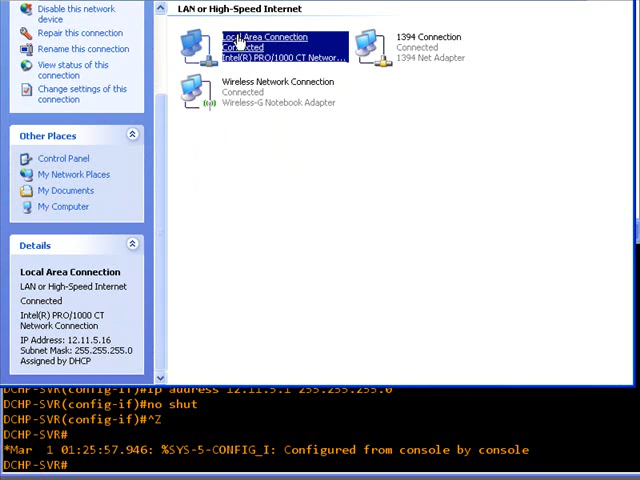 Disable this network
device
Repair this connection
Rename this connection
View status of this
connection
Change settings of this
connection
Other Places
Control Panel
My Network Places
My Documents
My Computer
Details
Local Area Connection
LAN or High-Speed Internet
Connected
Intel(R) PRO/1000 CT
Network Connection
IP Address: 12.11.5.16
Subnet Mask: 255.255.255.0
Assigned by DHCP
LAN or High-Speed Internet
Local Area Connection
Connected
Intel(R) PRO/1000 CT Networ...
1394 Connection
Connected
1394 Net Adapter
Wireless Network Connection
Connected
Wireless-G Notebook Adapter
DCHP-SVR(config-if)#ip address 12.11.5.1 255.255.255.0
DCHP-SVR(config-if)#no shut
DCHP-SVR(config-if)#^Z
DCHP-SVR#
*Mar  1 01:25:57.946: %SYS-5-CONFIG_I: Configured from console by console
DCHP-SVR#